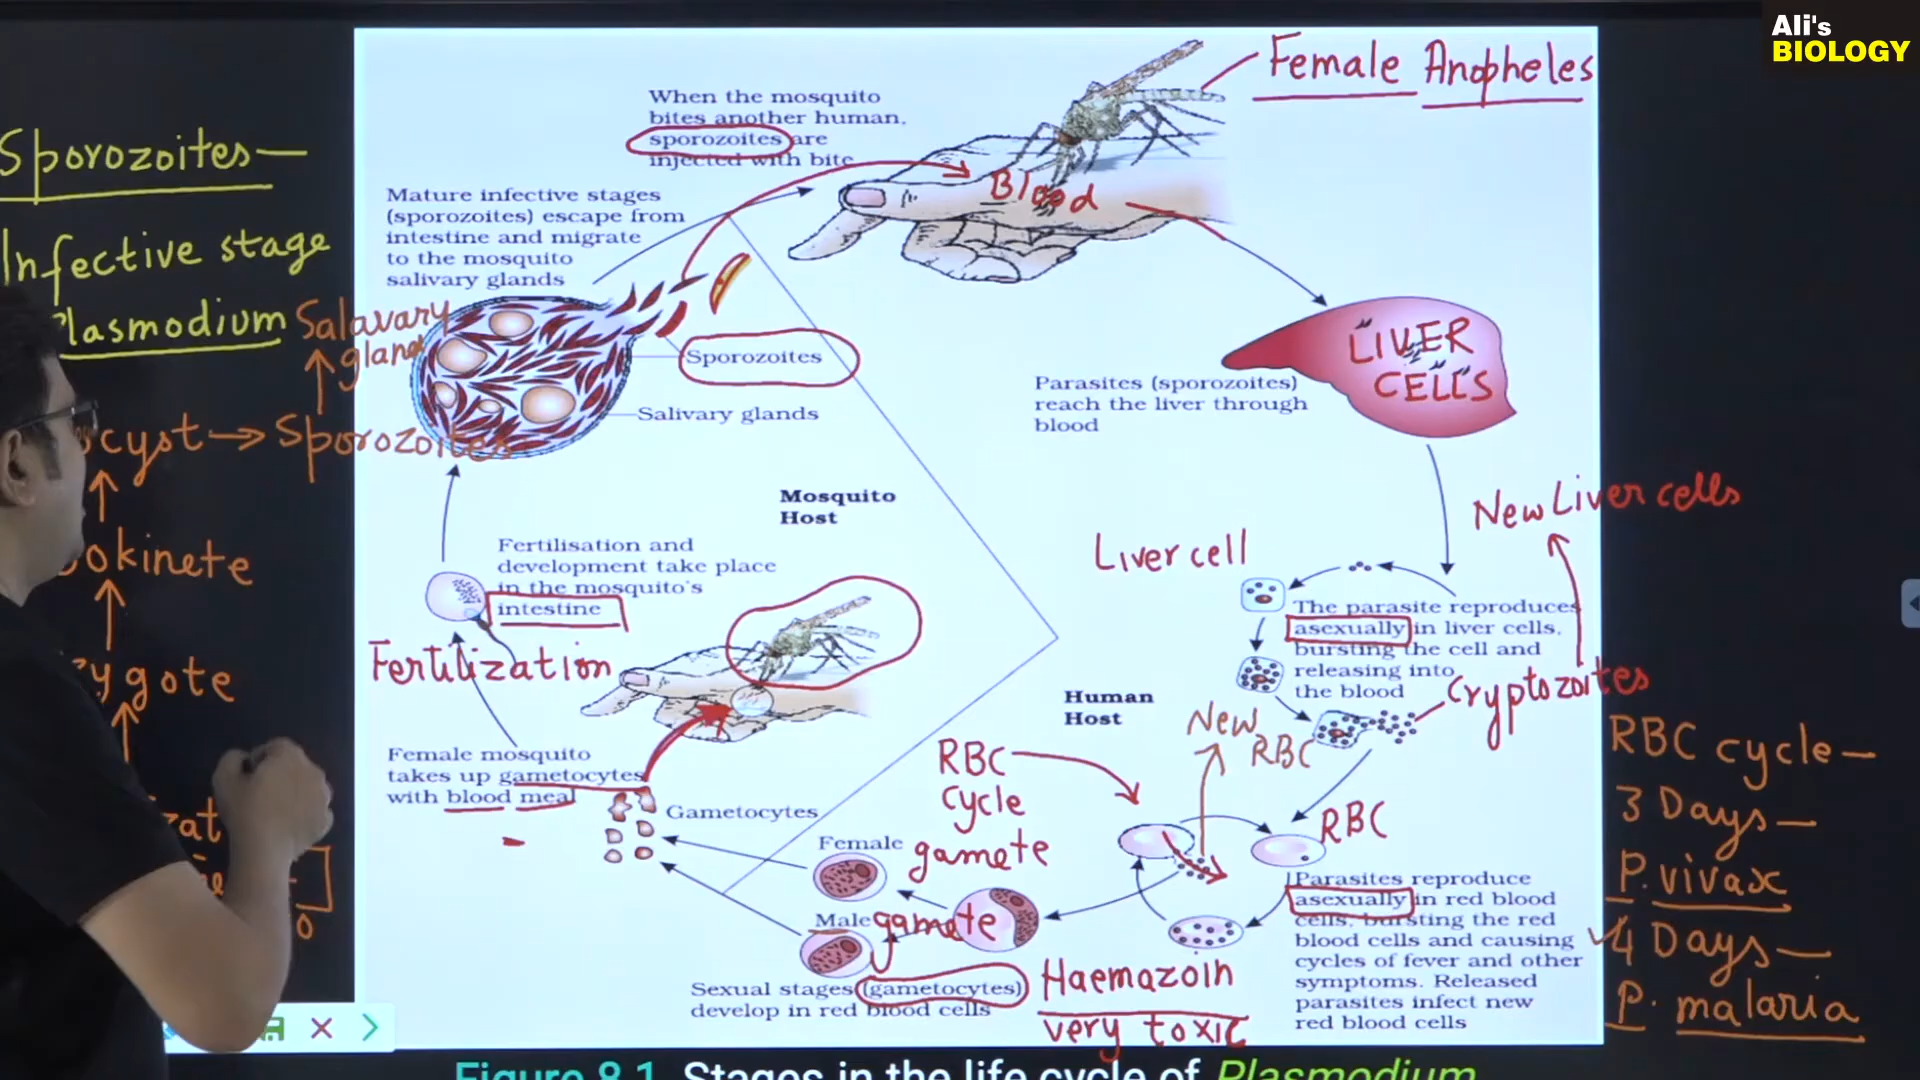 Ali's
BIOLOGY
Female Anopheles
When the mosquito
bites another human,
sporozoites are
injected with bite
Blood
Sporozoites—
Infective stage
Plasmodium
Mature infective stages
(sporozoites) escape from
intestine and migrate
to the mosquito
salivary glands
Salavary
gland
Sporozoites
Salivary glands
→ Sporozoites
LIVER
CELLS
Parasites (sporozoites)
reach the liver through
blood
Mosquito
Host
New Liver cells
Liver cell
Fertilisation and
development take place
in the mosquito's
intestine
Fertilization
The parasite reproduces
asexually in liver cells,
bursting the cell and
releasing into
the blood
Cryptozoites
Human
Host
New
RBC
Female mosquito
takes up gametocytes
with blood meal
Gametocytes
RBC
cycle
RBC
Female
gamete
Male gamete
Sexual stages (gametocytes)
develop in red blood cells
Haemazoin
very toxic
Parasites reproduce
asexually in red blood
cells, bursting the red
blood cells and causing
cycles of fever and other
symptoms. Released
parasites infect new
red blood cells
RBC cycle—
3 Days—
P. vivax
4 Days—
P. malaria
Figure 8.1 Stages in the life cycle of Plasmodium